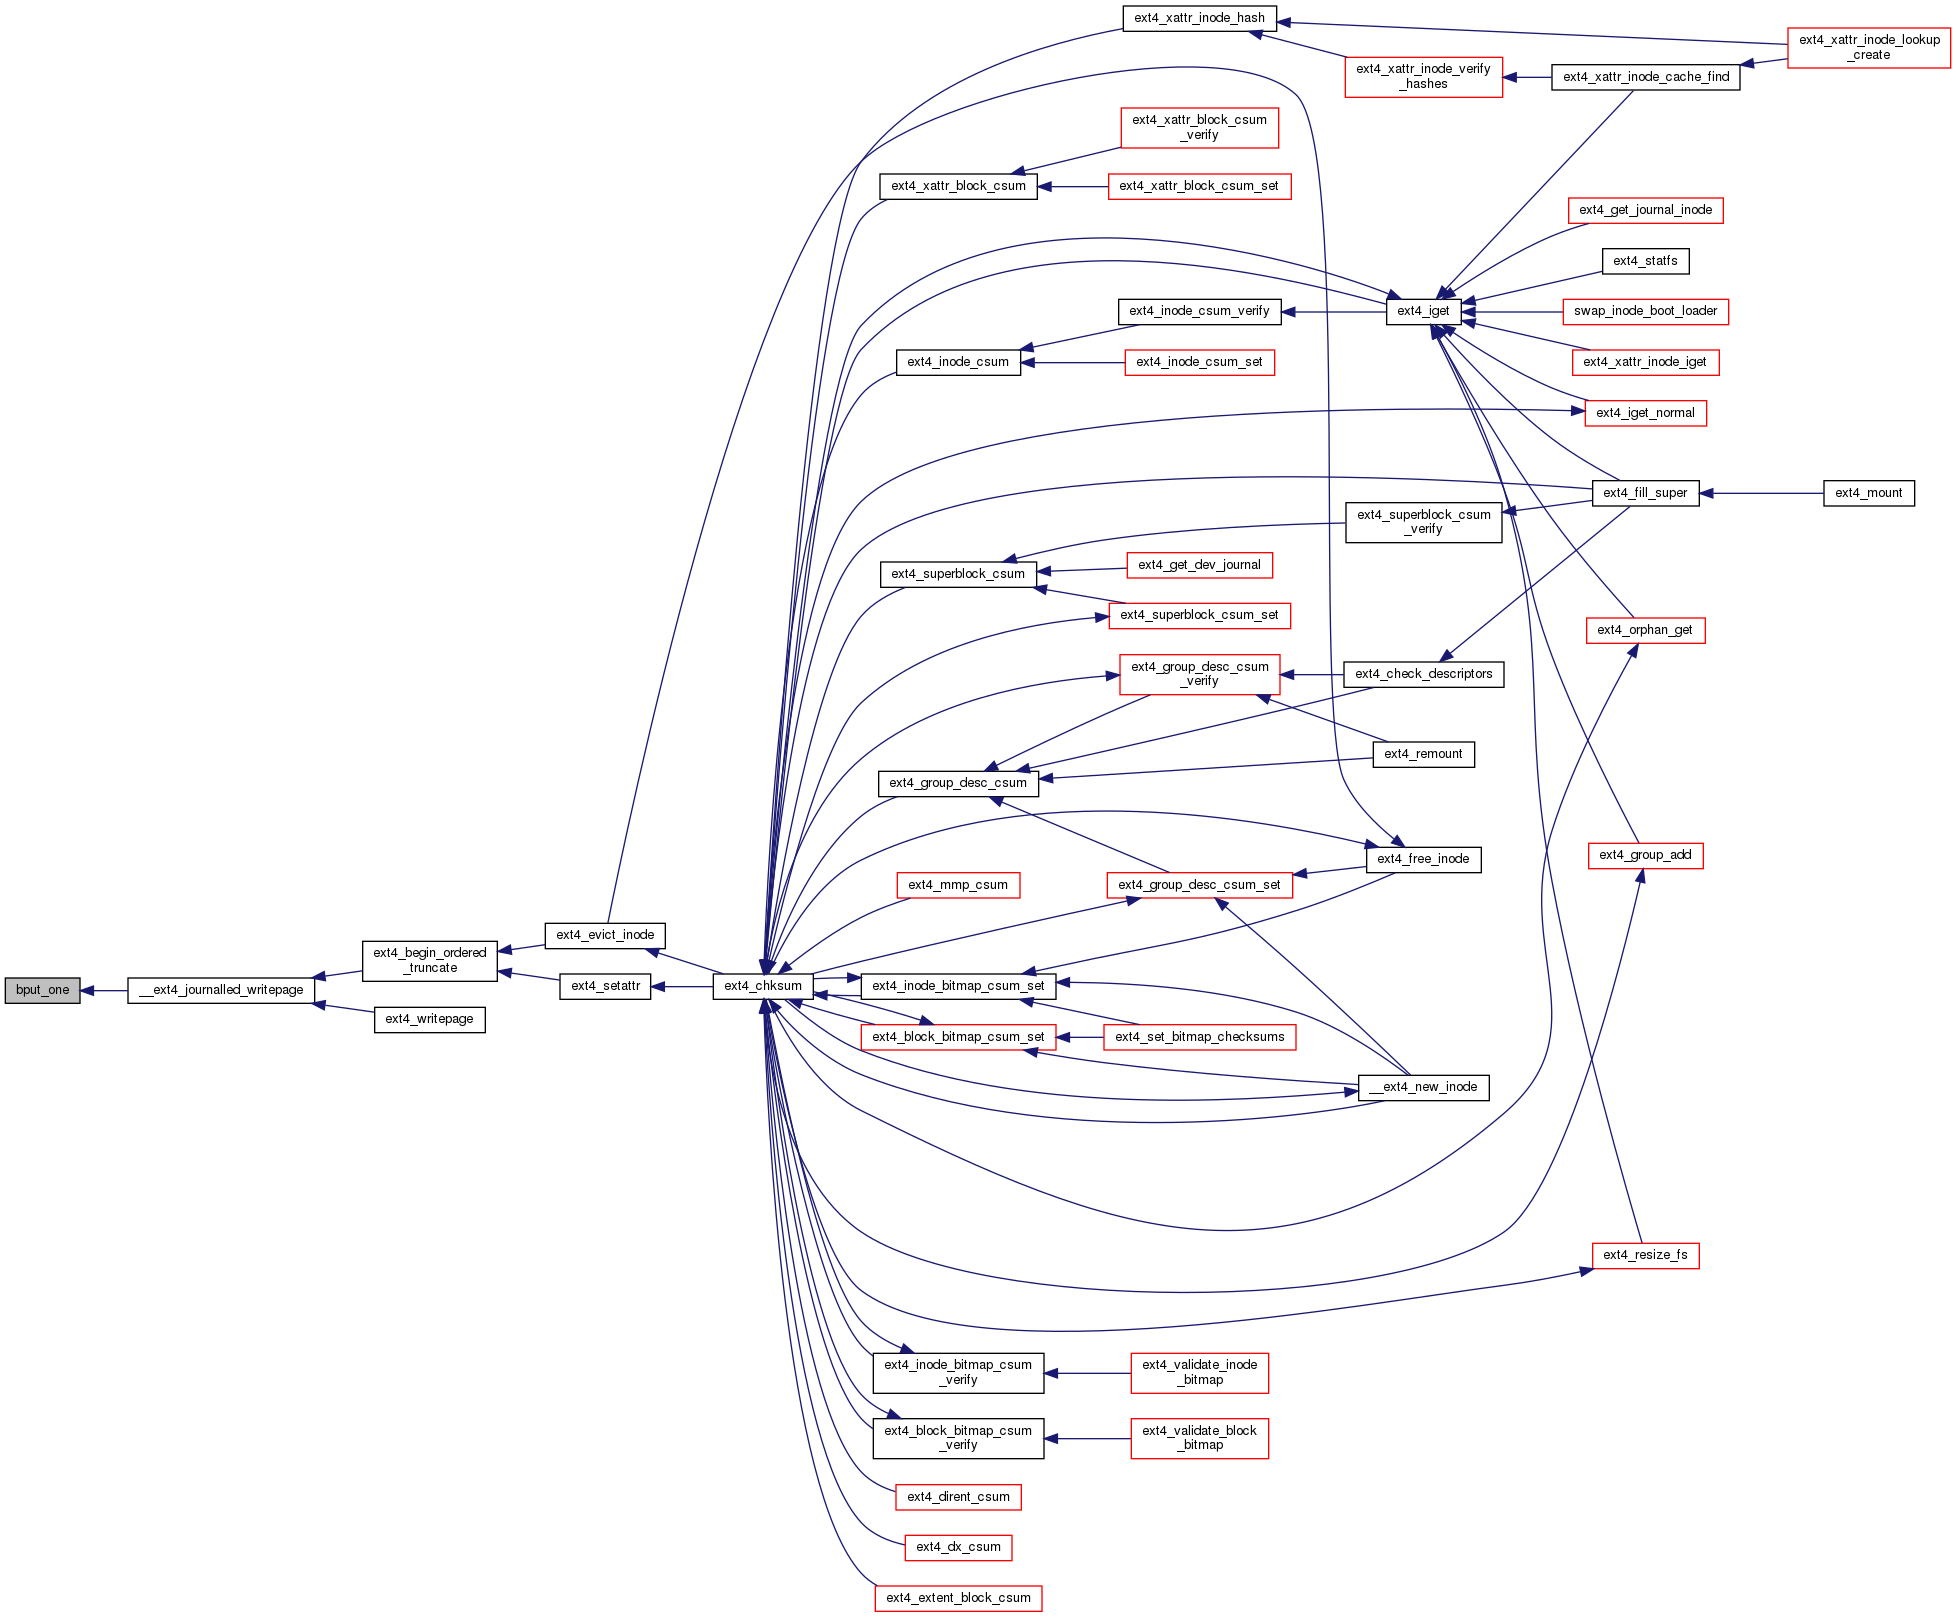 ext4_xattr_inode_hash
ext4_xattr_inode_lookup
_create
ext4_xattr_inode_verify
_hashes
ext4_xattr_inode_cache_find
ext4_xattr_block_csum
_verify
ext4_xattr_block_csum
ext4_xattr_block_csum_set
ext4_get_journal_inode
ext4_statfs
ext4_inode_csum_verify
ext4_iget
swap_inode_boot_loader
ext4_inode_csum
ext4_inode_csum_set
ext4_xattr_inode_iget
ext4_iget_normal
ext4_fill_super
ext4_mount
ext4_superblock_csum
_verify
ext4_superblock_csum
ext4_get_dev_journal
ext4_superblock_csum_set
ext4_orphan_get
ext4_group_desc_csum
_verify
ext4_check_descriptors
ext4_remount
ext4_group_desc_csum
ext4_free_inode
ext4_group_add
ext4_mmp_csum
ext4_group_desc_csum_set
ext4_evict_inode
ext4_begin_ordered
_truncate
bput_one
__ext4_journalled_writepage
ext4_setattr
ext4_chksum
ext4_inode_bitmap_csum_set
ext4_writepage
ext4_block_bitmap_csum_set
ext4_set_bitmap_checksums
__ext4_new_inode
ext4_resize_fs
ext4_inode_bitmap_csum
_verify
ext4_validate_inode
_bitmap
ext4_block_bitmap_csum
_verify
ext4_validate_block
_bitmap
ext4_dirent_csum
ext4_dx_csum
ext4_extent_block_csum